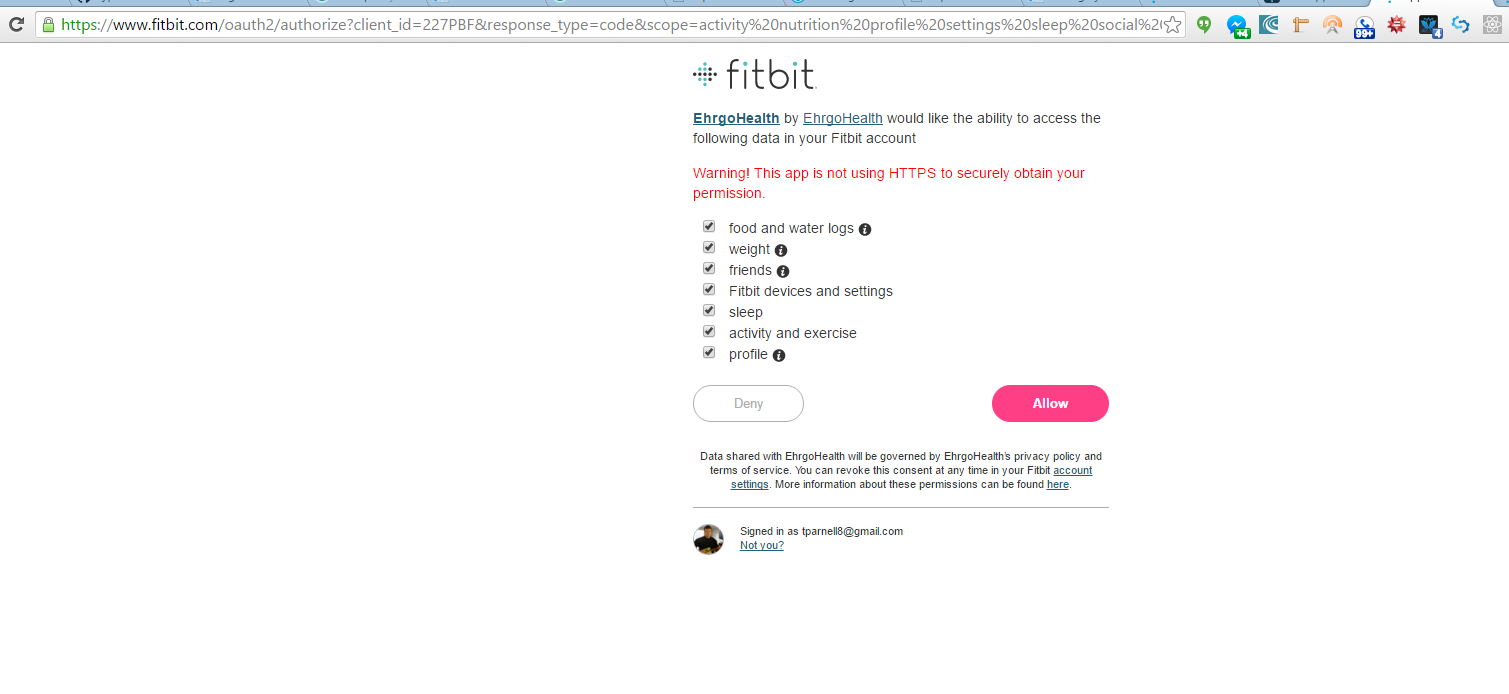 https://www.fitbit.com/oauth2/authorize?client_id=227PBF&response_type=code&scope=activity%20nutrition%20profile%20settings%20sleep%20social%2
+4
99+
4
fitbit
EhrgoHealth by EhrgoHealth would like the ability to access the
following data in your Fitbit account
Warning! This app is not using HTTPS to securely obtain your
permission.
food and water logs
weight
friends
Fitbit devices and settings
sleep
activity and exercise
profile
Deny
Allow
Data shared with EhrgoHealth will be governed by EhrgoHealth's privacy policy and
terms of service. You can revoke this consent at any time in your Fitbit account
settings. More information about these permissions can be found here.
Signed in as tparnell8@gmail.com
Not you?